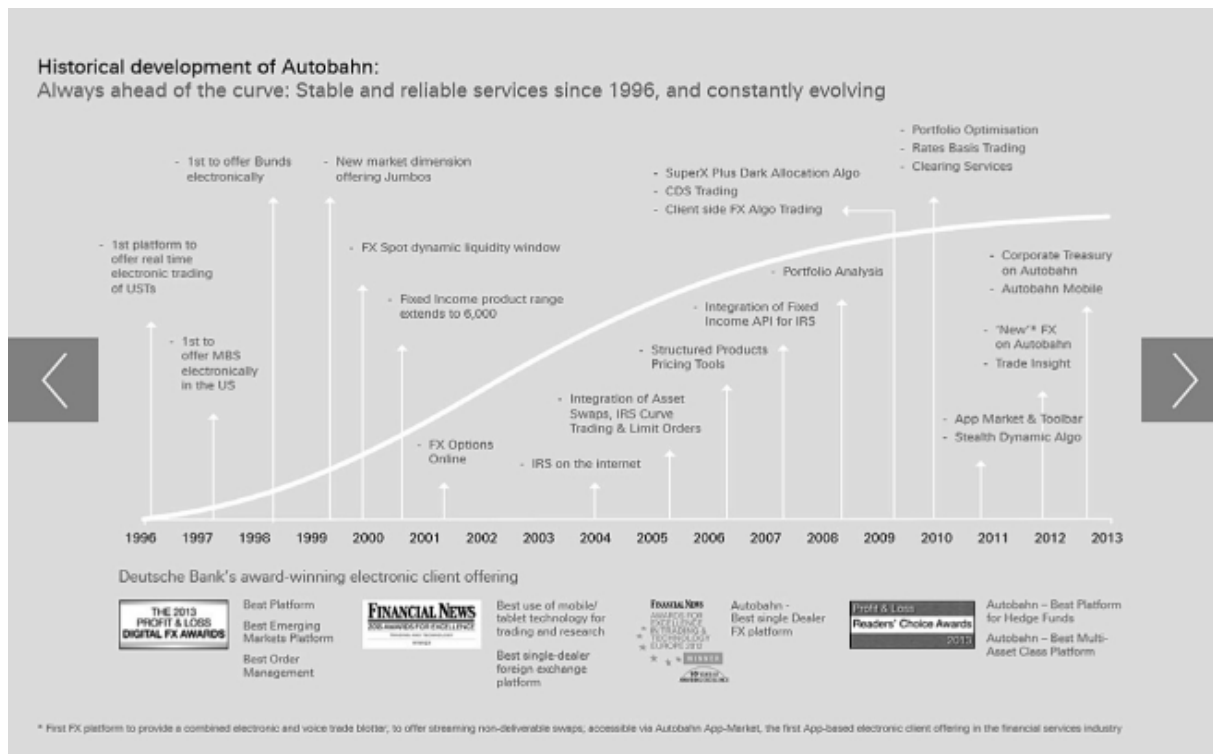 Historical development of Autobahn:
Always ahead of the curve: Stable and reliable services since 1996, and constantly evolving
- 1st platform to
offer real time
electronic trading
of USTs
- 1st to
offer MBS
electronically
in the US
- 1st to offer Bunds
electronically
- New market dimension
offering Jumbos
- FX Spot dynamic liquidity window
- Fixed Income product range
extends to 6,000
- FX Options
Online
- IRS on the internet
- Integration of Asset
Swaps, IRS Curve
Trading & Limit Orders
- Structured Products
Pricing Tools
- Integration of Fixed
Income API for IRS
- Portfolio Analysis
- SuperX Plus Dark Allocation Algo
- CDS Trading
- Client side FX Algo Trading
- Portfolio Optimisation
- Rates Basis Trading
- Clearing Services
- App Market & Toolbar
- Stealth Dynamic Algo
- 'New'* FX
on Autobahn
- Trade Insight
- Corporate Treasury
on Autobahn
- Autobahn Mobile
1996 1997 1998 1999 2000 2001 2002 2003 2004 2005 2006 2007 2008 2009 2010 2011 2012 2013
Deutsche Bank's award-winning electronic client offering
THE 2013
PROFIT & LOSS
DIGITAL FX AWARDS
Best Platform
Best Emerging
Markets Platform
Best Order
Management
FINANCIAL NEWS
AWARDS FOR EXCELLENCE
Best use of mobile/
tablet technology for
trading and research
Best single-dealer
foreign exchange
platform
FINANCIAL NEWS
AWARDS FOR
EXCELLENCE
IN TRADING &
TECHNOLOGY
EUROPE 2012
WINNER
Autobahn -
Best single Dealer
FX platform
Profit & Loss
Readers' Choice Awards
2013
Autobahn – Best Platform
for Hedge Funds
Autobahn – Best Multi-
Asset Class Platform
* First FX platform to provide a combined electronic and voice trade blotter; to offer streaming non-deliverable swaps; accessible via Autobahn App-Market, the first App-based electronic client offering in the financial services industry